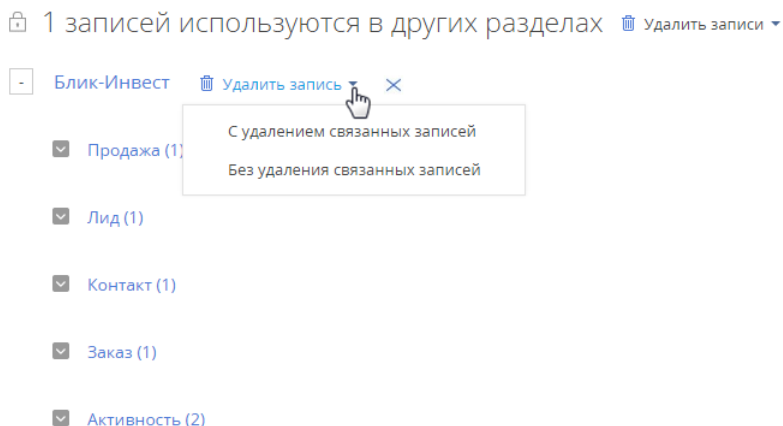 1 записей используются в других разделах Удалить записи
- Блик-Инвест Удалить запись
С удалением связанных записей
Продажа (1)
Без удаления связанных записей
Лид (1)
Контакт (1)
Заказ (1)
Активность (2)